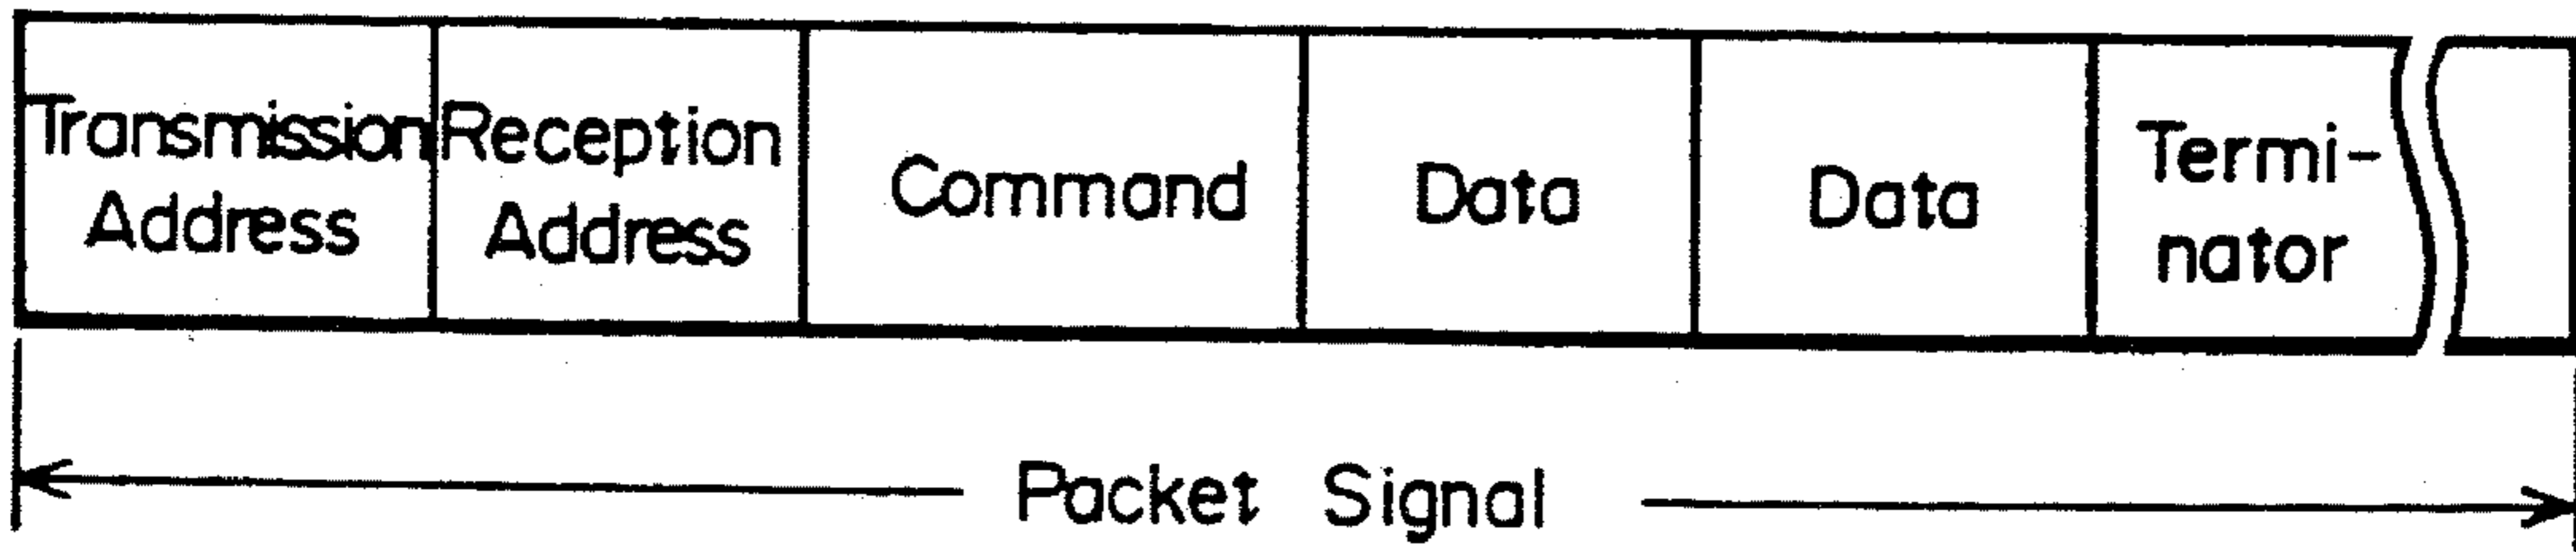 Transmission
Address
Reception
Address
Command
Data
Data
Termi-
nator
Packet Signal